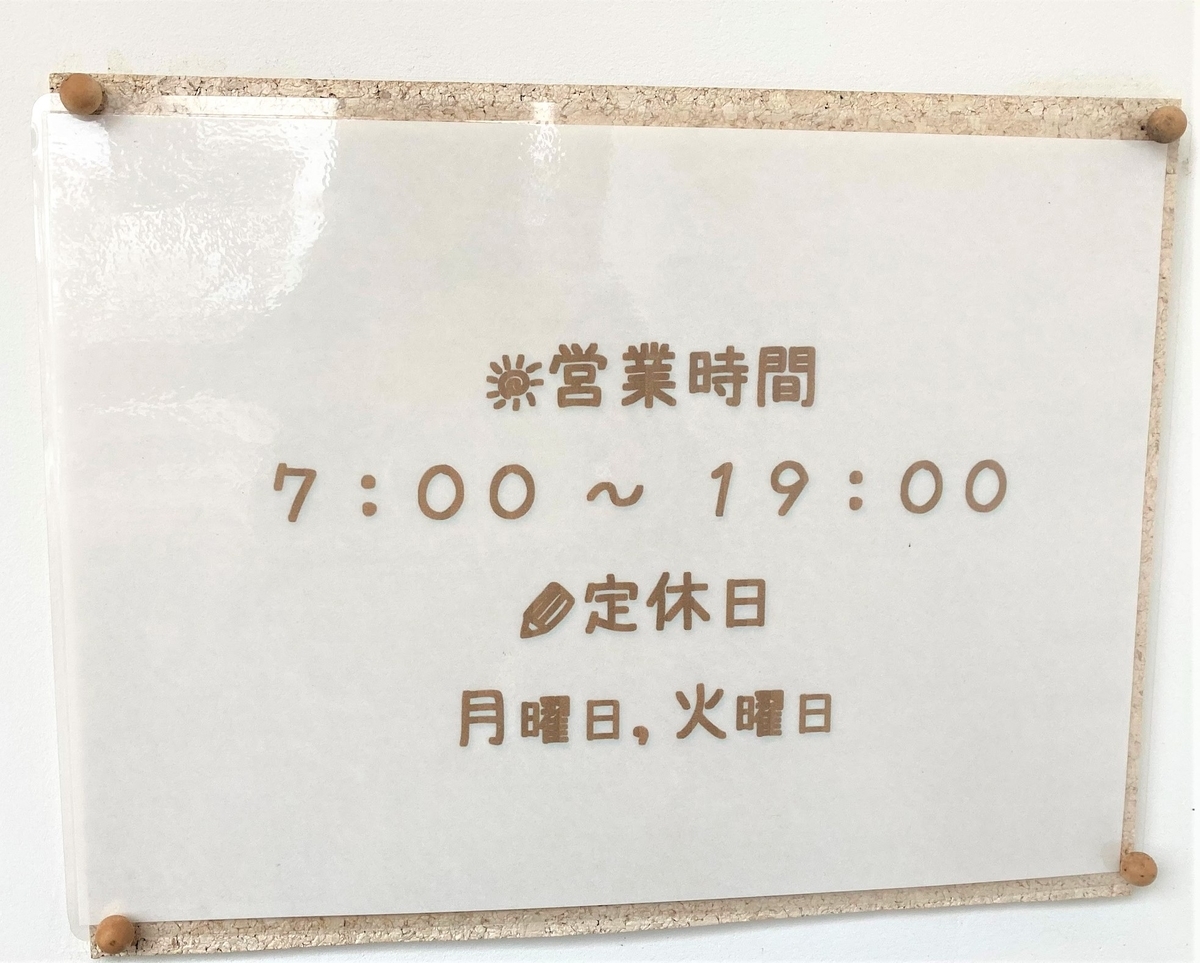 営業時間
7:00 ～ 19:00
定休日
月曜日,火曜日